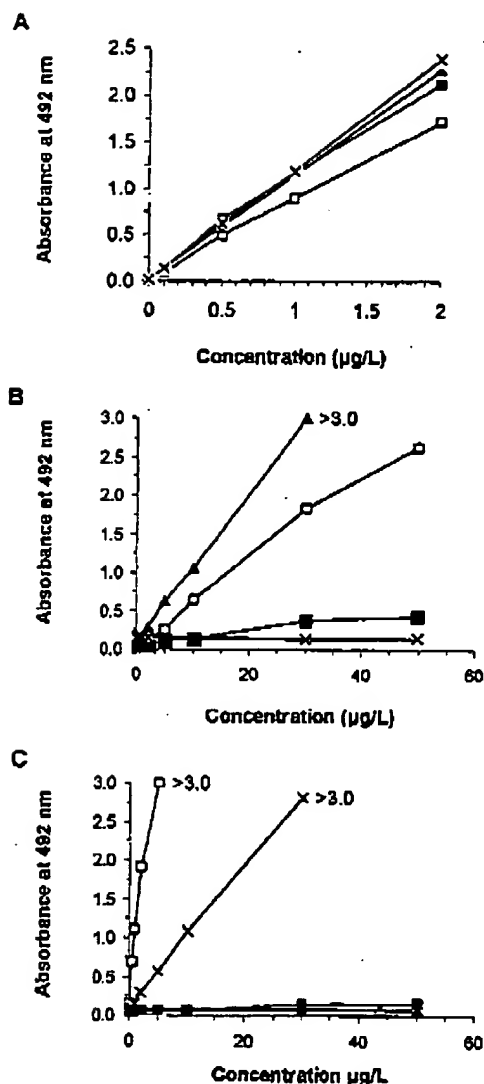 A
Absorbance at 492 nm
2.5
2.0
1.5
1.0
0.5
0.0
0 0.5 1 1.5 2
Concentration (µg/L)
B
Absorbance at 492 nm
3.0
2.5
2.0
1.5
1.0
0.5
0.0
>3.0
0 20 40 60
Concentration (µg/L)
C
Absorbance at 492 nm
3.0
2.5
2.0
1.5
1.0
0.5
0.0
>3.0 >3.0
0 20 40 60
Concentration µg/L)